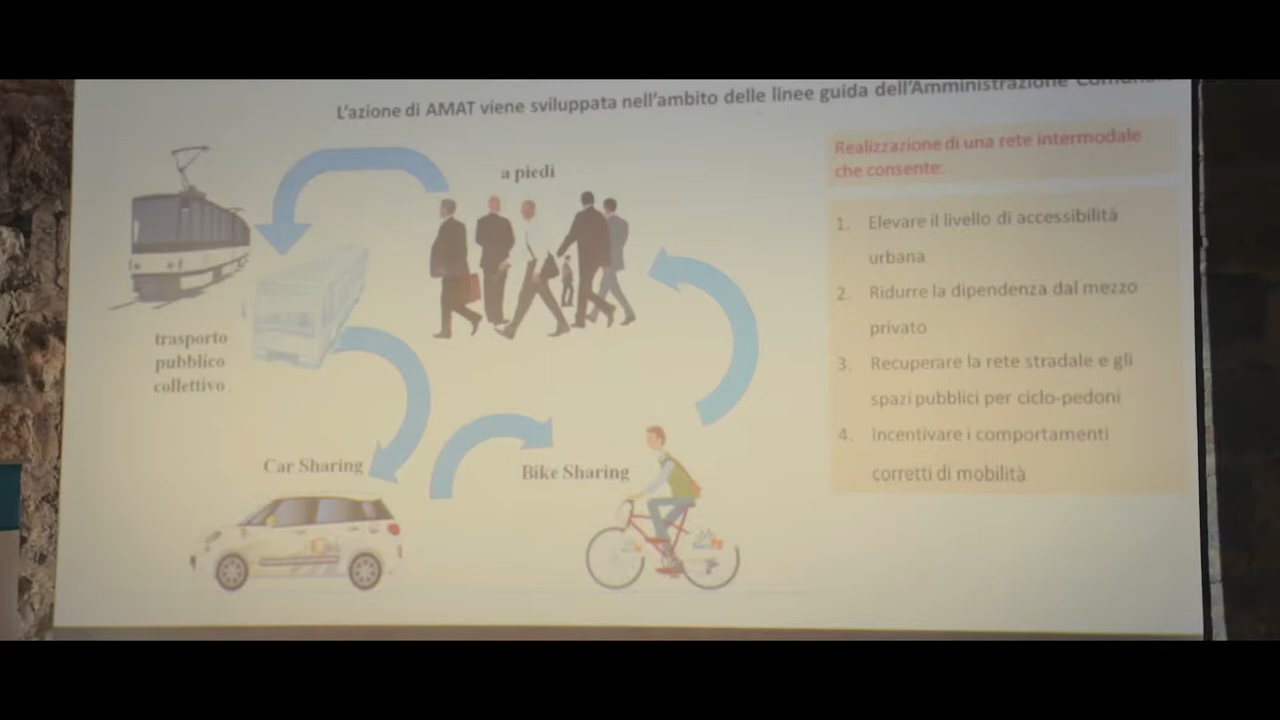 L'azione di AMAT viene sviluppata nell'ambito delle linee guida dell'Amministrazione
a piedi
trasporto
pubblico
collettivo
Car Sharing
Bike Sharing
Realizzazione di una rete intermodale
che consente:
1. Elevare il livello di accessibilità
urbana
2. Ridurre la dipendenza dal mezzo
privato
3. Recuperare la rete stradale e gli
spazi pubblici per ciclo-pedoni
4. Incentivare i comportamenti
corretti di mobilità